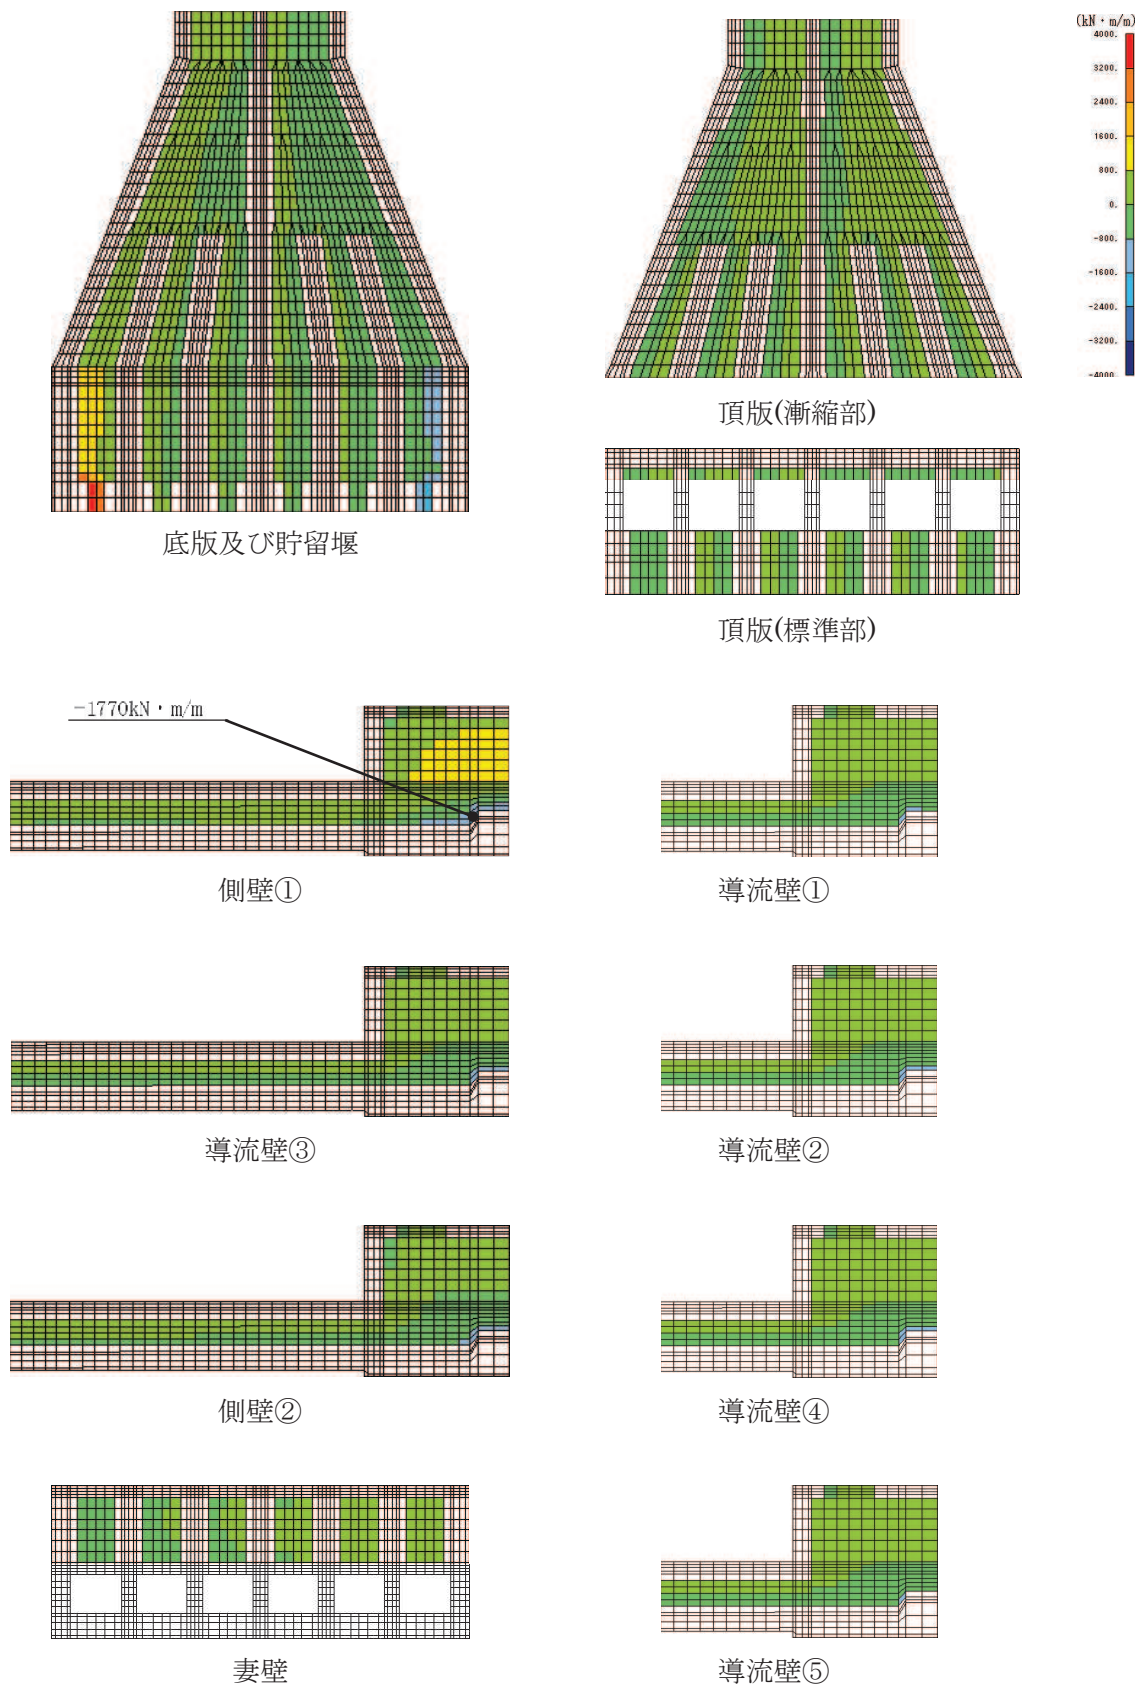 (kN・m/m)
4000.
3200.
2400.
1600.
800.
0.
-800.
-1600.
-2400.
-3200.
-4000.
頂版(漸縮部)
底版及び貯留堰
頂版(標準部)
-1770kN・m/m
側壁①
導流壁①
導流壁③
導流壁②
側壁②
導流壁④
妻壁
導流壁⑤